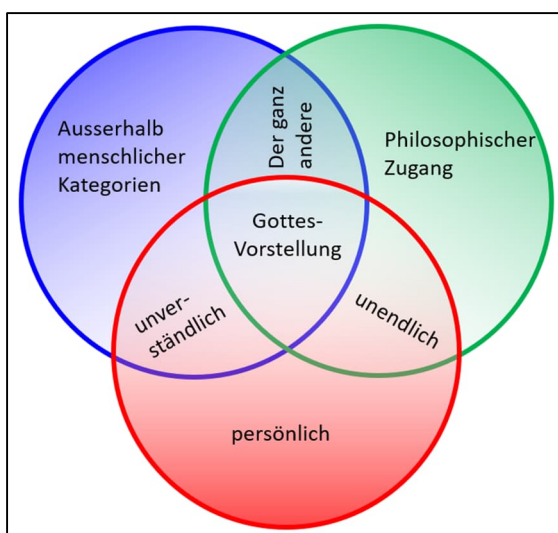 Ausserhalb
menschlicher
Kategorien
Der ganz
andere
Philosophischer
Zugang
Gottes-
Vorstellung
unver-
ständlich
unendlich
persönlich